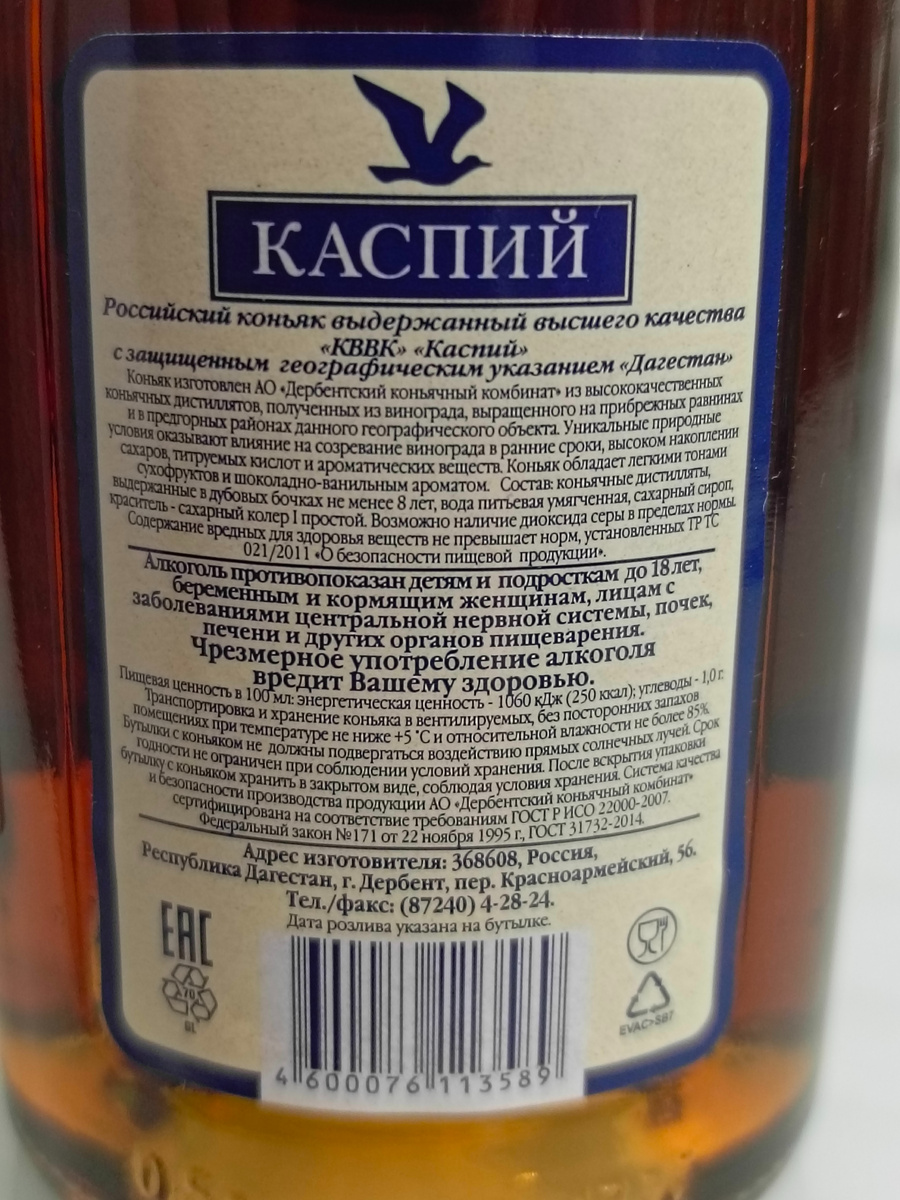 КАСПИЙ
Российский коньяк выдержанный высшего качества
«КВВК» «Каспий»
с защищенным географическим указанием «Дагестан»
Коньяк изготовлен АО «Дербентский коньячный комбинат» из высококачественных
коньячных дистиллятов, полученных из винограда, выращенного на прибрежных равнинах
и в предгорных районах данного географического объекта. Уникальные природные
условия оказывают влияние на созревание винограда в ранние сроки, высоком накоплении
сахаров, титруемых кислот и ароматических веществ. Коньяк обладает легкими тонами
сухофруктов и шоколадно-ванильным ароматом. Состав: коньячные дистилляты,
выдержанные в дубовых бочках не менее 8 лет, вода питьевая умягченная, сахарный сироп,
краситель - сахарный колер I простой. Возможно наличие диоксида серы в пределах нормы.
Содержание вредных для здоровья веществ не превышает норм, установленных ТР ТС
021/2011 «О безопасности пищевой продукции».
Алкоголь противопоказан детям и подросткам до 18 лет,
беременным и кормящим женщинам, лицам с
заболеваниями центральной нервной системы, почек,
печени и других органов пищеварения.
Чрезмерное употребление алкоголя
вредит Вашему здоровью.
Пищевая ценность в 100 мл: энергетическая ценность - 1060 кДж (250 ккал); углеводы - 1,0 г.
Транспортировка и хранение коньяка в вентилируемых, без посторонних запахов
помещениях при температуре не ниже +5 °С и относительной влажности не более 85%.
Бутылки с коньяком не должны подвергаться воздействию прямых солнечных лучей. Срок
годности не ограничен при соблюдении условий хранения. После вскрытия упаковки
бутылку с коньяком хранить в закрытом виде, соблюдая условия хранения. Система качества
и безопасности производства продукции АО «Дербентский коньячный комбинат»
сертифицирована на соответствие требованиям ГОСТ Р ИСО 22000-2007.
Федеральный закон №171 от 22 ноября 1995 г., ГОСТ 31732-2014.
Адрес изготовителя: 368608, Россия,
Республика Дагестан, г. Дербент, пер. Красноармейский, 56.
Тел./факс: (87240) 4-28-24.
Дата розлива указана на бутылке.
ЕАС
70
GL
EVAC>SB7
4 600076 113589